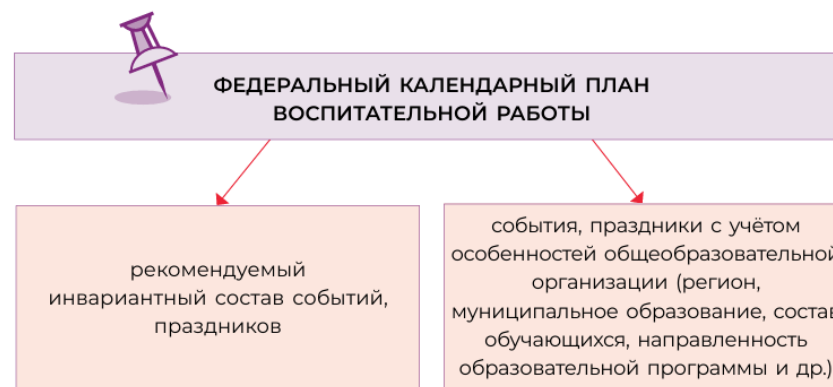 ФЕДЕРАЛЬНЫЙ КАЛЕНДАРНЫЙ ПЛАН
ВОСПИТАТЕЛЬНОЙ РАБОТЫ
рекомендуемый
инвариантный состав событий,
праздников
события, праздники с учётом
особенностей общеобразовательной
организации (регион,
муниципальное образование, состав
обучающихся, направленность
образовательной программы и др.)